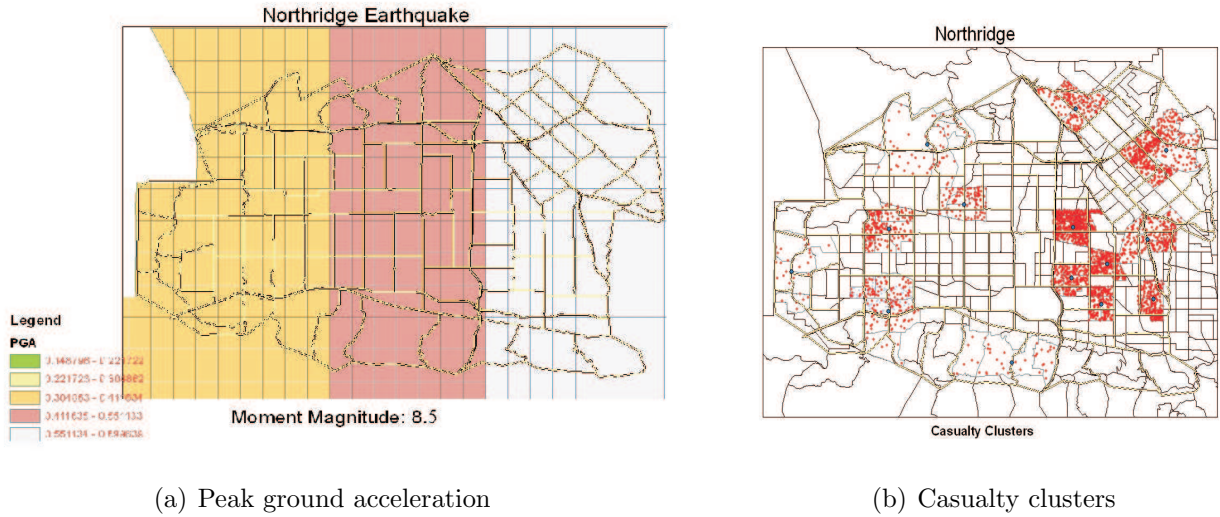 Northridge Earthquake
Legend
PGA
Moment Magnitude: 8.5
(a) Peak ground acceleration
Northridge
Casualty Clusters
(b) Casualty clusters